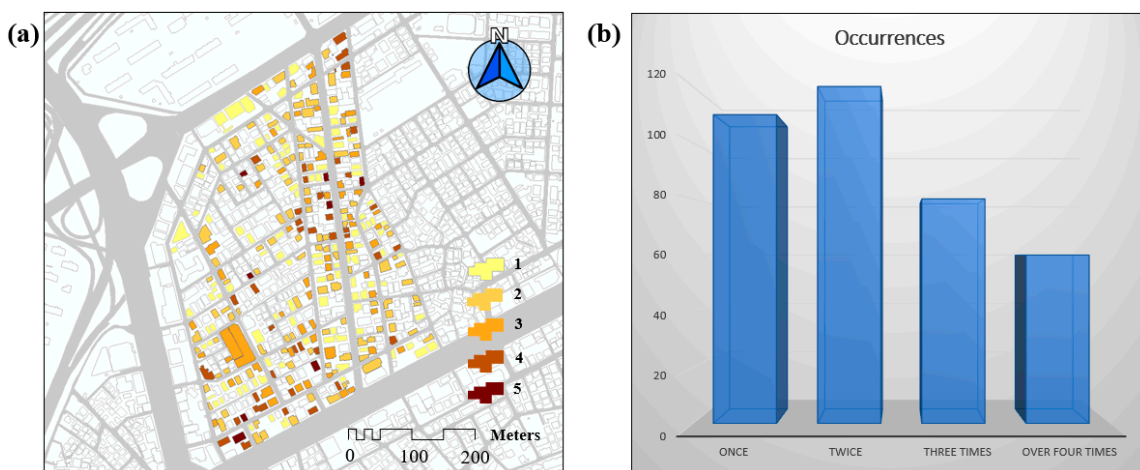 (a)
N
1
2
3
4
5
Meters
0 100 200
(b)
Occurrences
120
100
80
60
40
20
0
ONCE TWICE THREE TIMES OVER FOUR TIMES